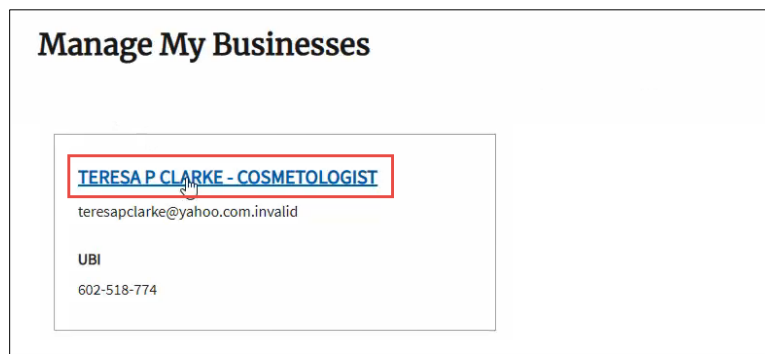 Manage My Businesses
TERESA P CLARKE - COSMETOLOGIST
teresapclarke@yahoo.com.invalid
UBI
602-518-774